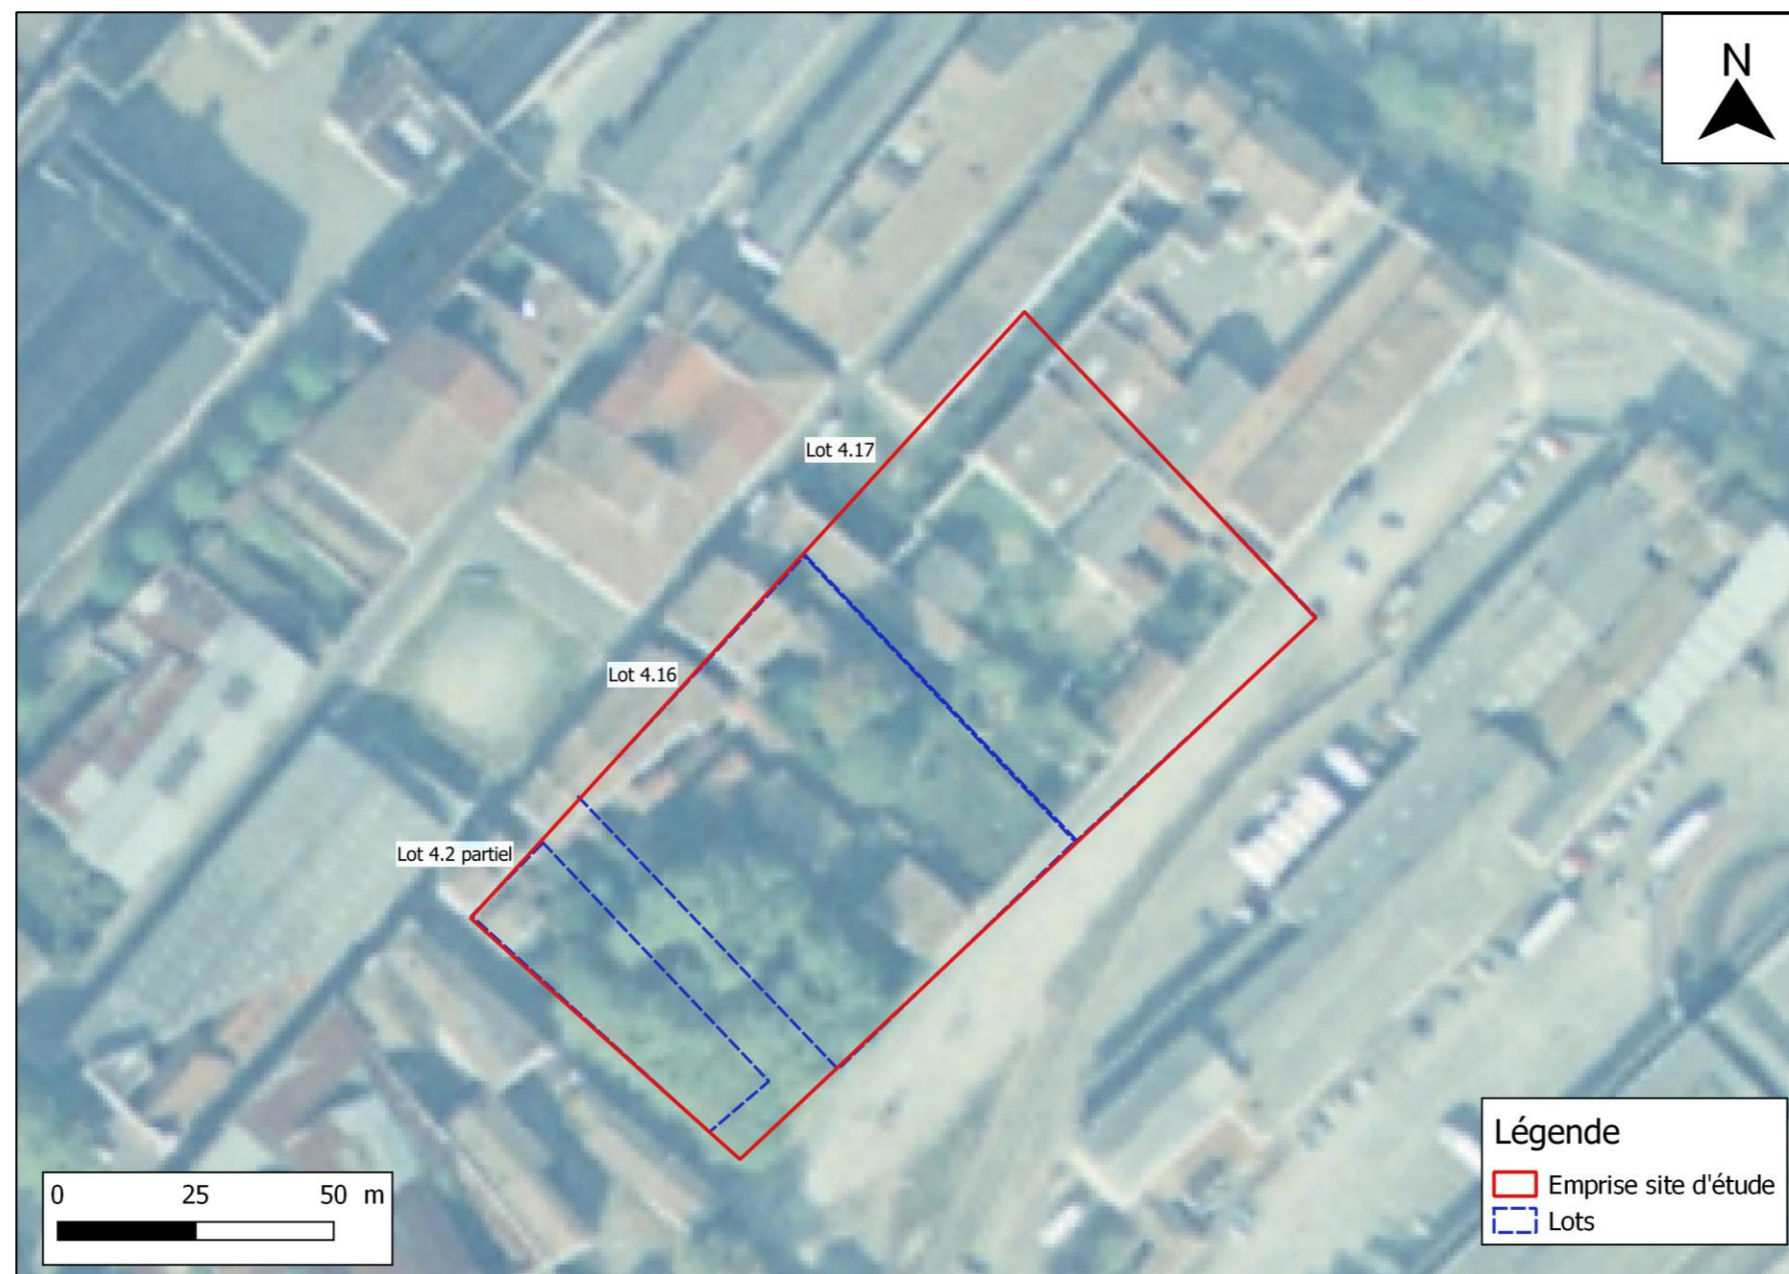 N
Lot 4.17
Lot 4.16
Lot 4.2 partiel
0 25 50 m
Légende
Emprise site d'étude
Lots